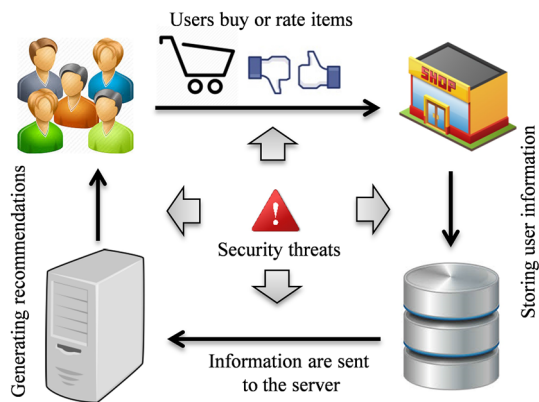 Users buy or rate items
SHOP
Storing user information
Security threats
Generating recommendations
Information are sent
to the server